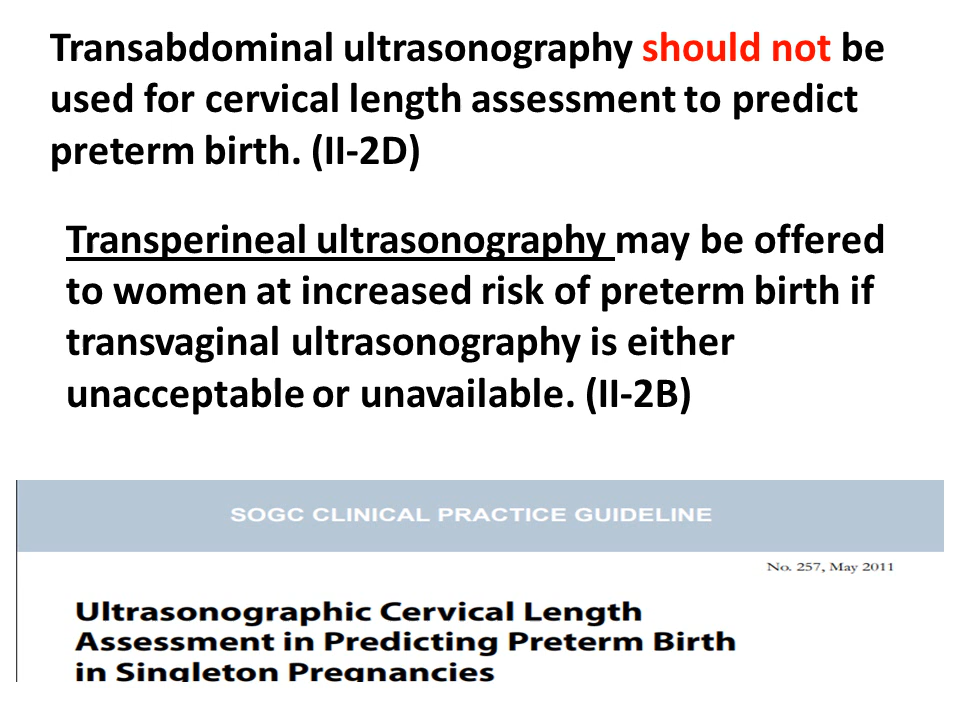 Transabdominal ultrasonography should not be
used for cervical length assessment to predict
preterm birth. (II-2D)
Transperineal ultrasonography may be offered
to women at increased risk of preterm birth if
transvaginal ultrasonography is either
unacceptable or unavailable. (II-2B)
SOGC CLINICAL PRACTICE GUIDELINE
No. 257, May 2011
Ultrasonographic Cervical Length
Assessment in Predicting Preterm Birth
in Singleton Pregnancies